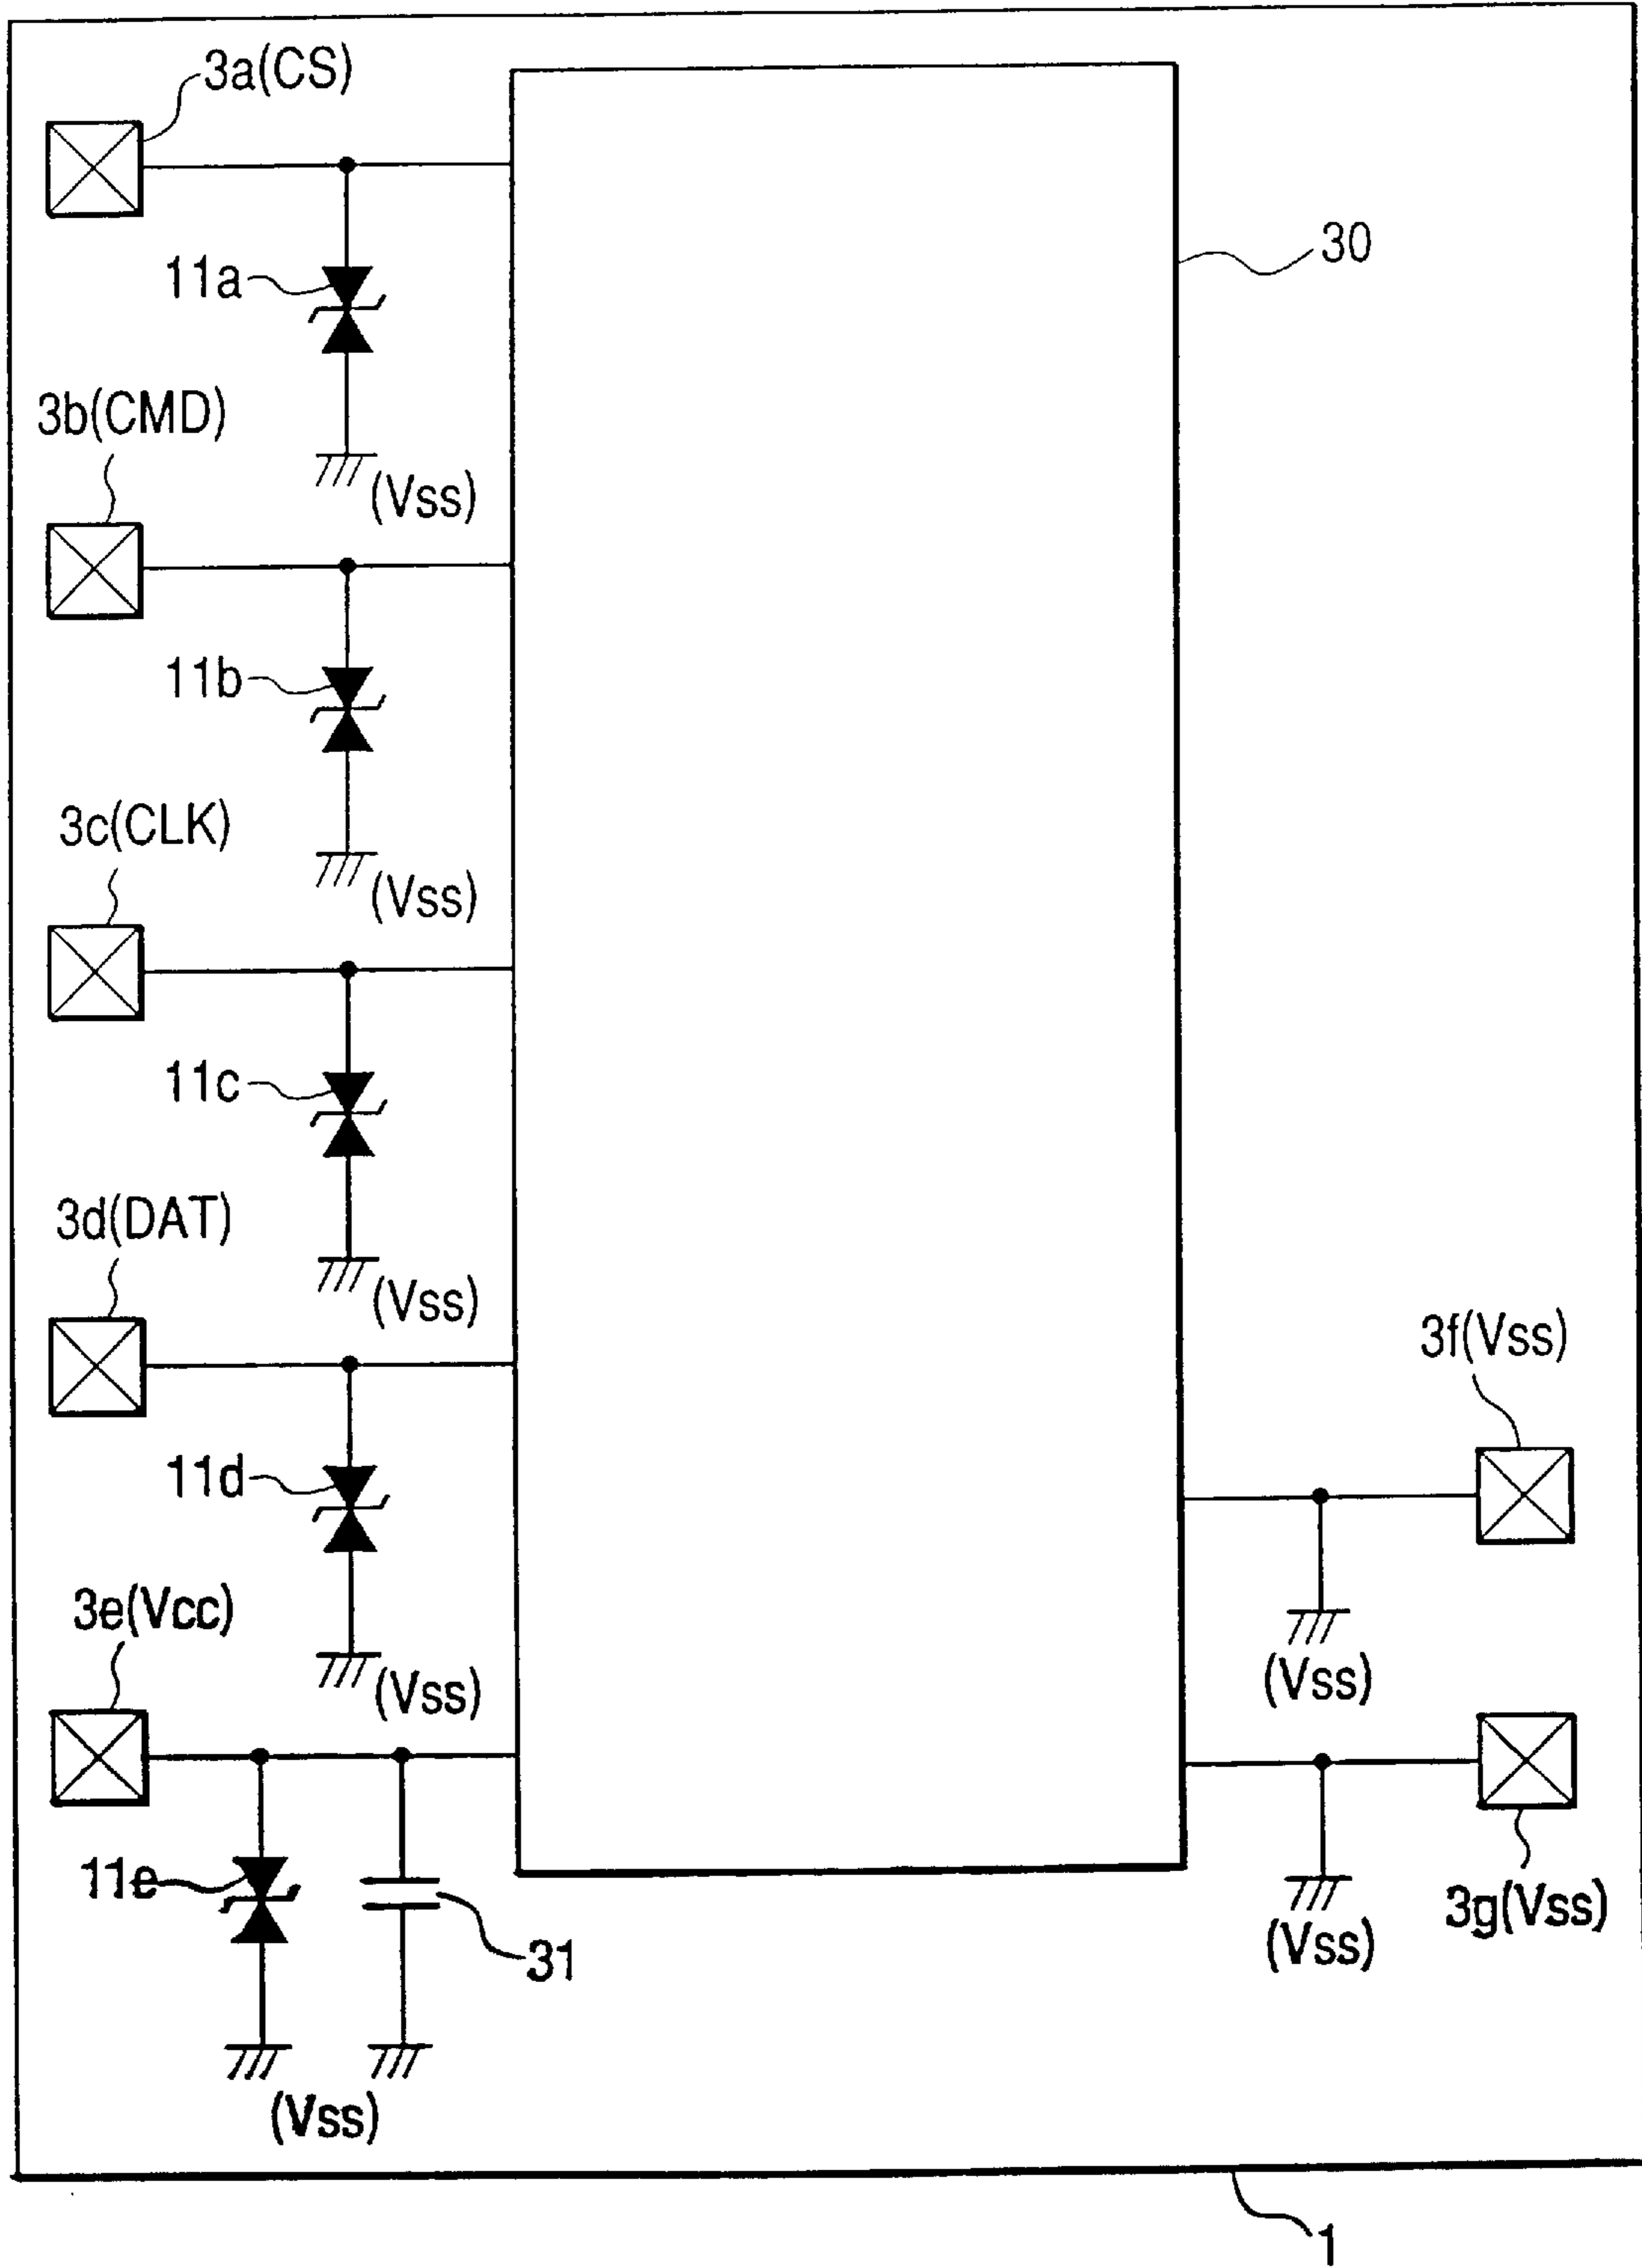 3a(CS)
30
11a
3b(CMD)
(Vss)
11b
3c(CLK)
(Vss)
11c
3d(DAT)
(Vss)
3f(Vss)
11d
3e(Vcc)
(Vss)
(Vss)
11e
3g(Vss)
31
(Vss)
(Vss)
1